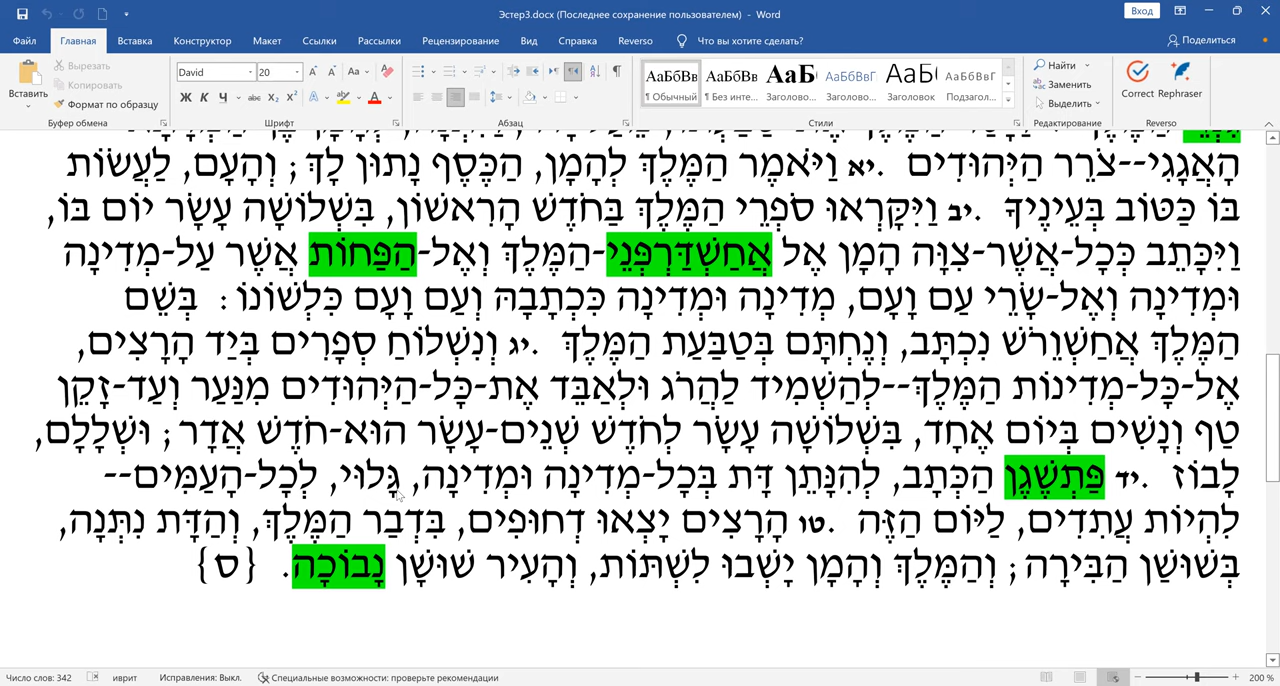 Эстер3.docx (Последнее сохранение пользователем) - Word
Вход
Файл Главная Вставка Конструктор Макет Ссылки Рассылки Рецензирование Вид Справка Reverso Что вы хотите сделать? Поделиться
Вставить
Вырезать
Копировать
Формат по образцу
Буфер обмена
David 20
Ж К Ч abc X₂ X²
Шрифт
Абзац
АаБбВв АаБбВв АаБ АаБбВвГ АаБ АаБбВвГ
¶ Обычный ¶ Без инте... Заголово... Заголово... Заголовок Подзагол...
Стили
Найти
Заменить
Выделить
Редактирование
Correct Rephraser
Reverso
הָאֲגָגִי--צֹרֵר הַיְּהוּדִים .יא וַיֹּאמֶר הַמֶּלֶךְ לְהָמָן, הַכֶּסֶף נָתוּן לָךְ; וְהָעָם, לַעֲשׂוֹת
בּוֹ כַּטּוֹב בְּעֵינֶיךָ .יב וַיִּקָּרְאוּ סֹפְרֵי הַמֶּלֶךְ בַּחֹדֶשׁ הָרִאשׁוֹן, בִּשְׁלוֹשָׁה עָשָׂר יוֹם בּוֹ,
וַיִּכָּתֵב כְּכָל-אֲשֶׁר-צִוָּה הָמָן אֶל אֲחַשְׁדַּרְפְּנֵי-הַמֶּלֶךְ וְאֶל-הַפַּחוֹת אֲשֶׁר עַל-מְדִינָה
וּמְדִינָה וְאֶל-שָׂרֵי עַם וָעָם, מְדִינָה וּמְדִינָה כִּכְתָבָהּ וְעַם וָעָם כִּלְשׁוֹנוֹ: בְּשֵׁם
הַמֶּלֶךְ אֲחַשְׁוֵרֹשׁ נִכְתָּב, וְנֶחְתָּם בְּטַבַּעַת הַמֶּלֶךְ .יג וְנִשְׁלוֹחַ סְפָרִים בְּיַד הָרָצִים,
אֶל-כָּל-מְדִינוֹת הַמֶּלֶךְ--לְהַשְׁמִיד לַהֲרֹג וּלְאַבֵּד אֶת-כָּל-הַיְּהוּדִים מִנַּעַר וְעַד-זָקֵן
טַף וְנָשִׁים בְּיוֹם אֶחָד, בִּשְׁלוֹשָׁה עָשָׂר לְחֹדֶשׁ שְׁנֵים-עָשָׂר הוּא-חֹדֶשׁ אֲדָר; וּשְׁלָלָם,
לָבוֹז .יד פַּתְשֶׁגֶן הַכְּתָב, לְהִנָּתֵן דָּת בְּכָל-מְדִינָה וּמְדִינָה, גָּלוּי, לְכָל-הָעַמִּים--
לִהְיוֹת עֲתִדִים, לַיּוֹם הַזֶּה .טו הָרָצִים יָצְאוּ דְחוּפִים, בִּדְבַר הַמֶּלֶךְ, וְהַדָּת נִתְּנָה,
בְּשׁוּשַׁן הַבִּירָה; וְהַמֶּלֶךְ וְהָמָן יָשְׁבוּ לִשְׁתּוֹת, וְהָעִיר שׁוּשָׁן נָבוֹכָה. {ס}
Число слов: 342 иврит Исправления: Выкл. Специальные возможности: проверьте рекомендации 200 %